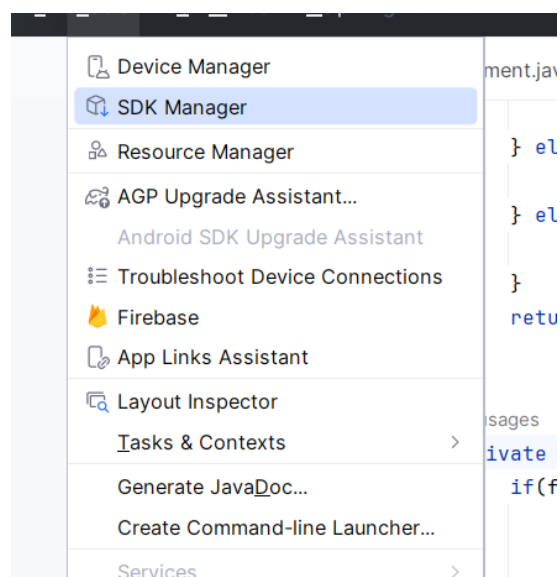 Device Manager
ment.jav
SDK Manager
} el
Resource Manager
AGP Upgrade Assistant...
} el
Android SDK Upgrade Assistant
Troubleshoot Device Connections
}
Firebase
retu
App Links Assistant
Layout Inspector
sages
Tasks & Contexts
ivate
Generate JavaDoc...
if(f
Create Command-line Launcher...
Services